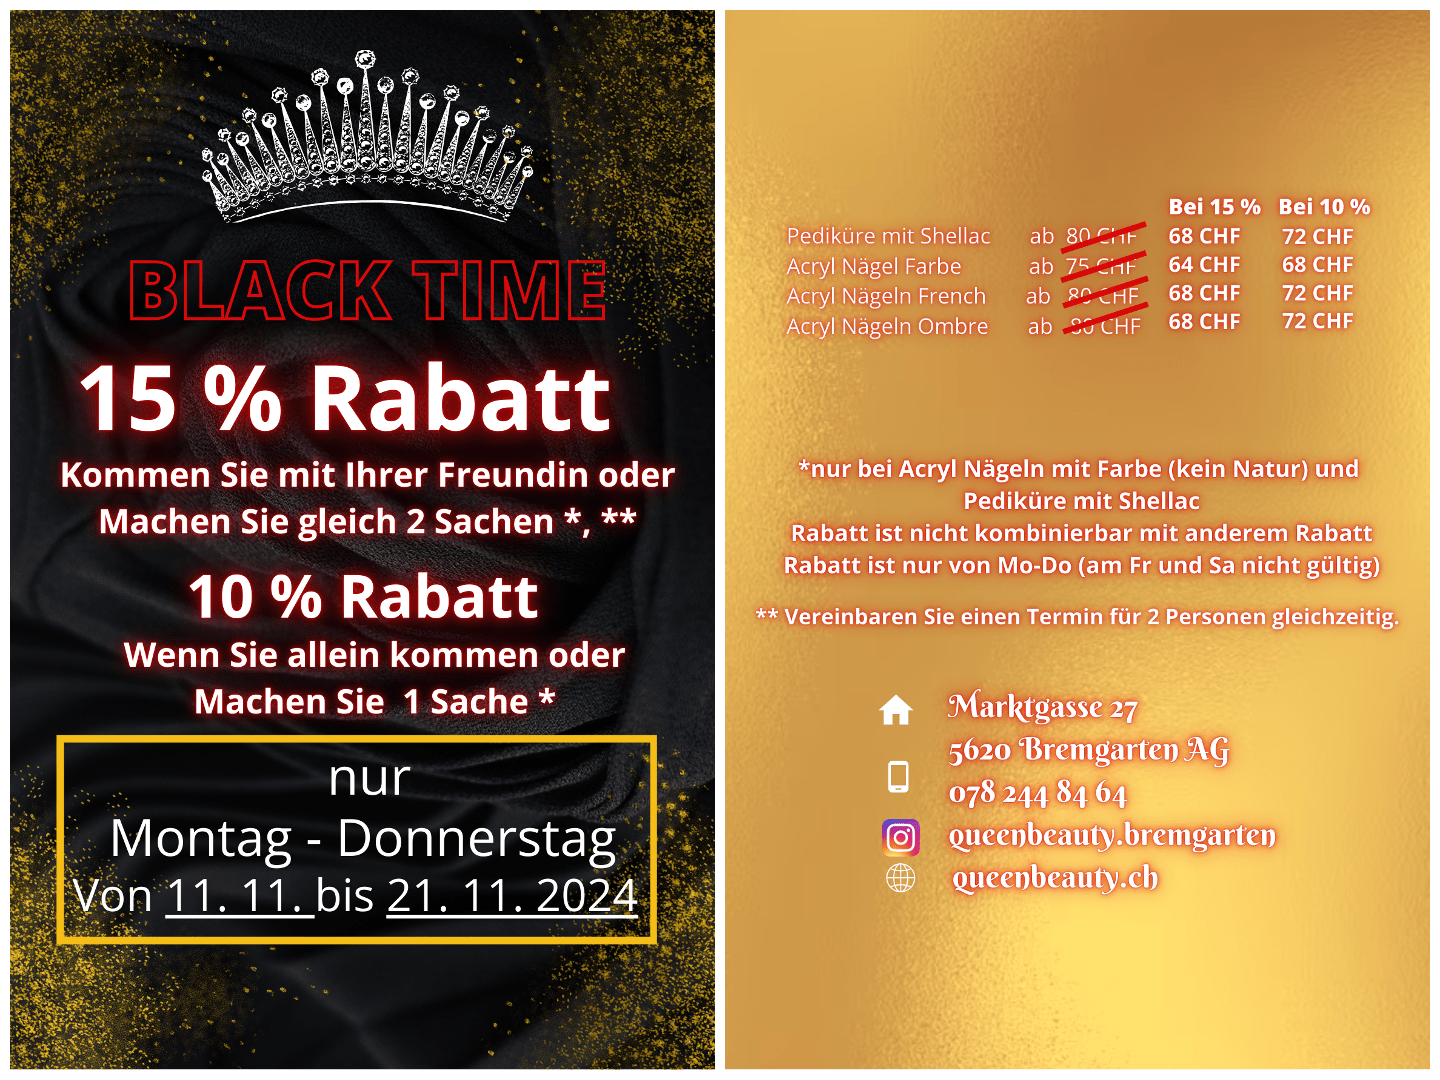 BLACK TIME
15 % Rabatt
Kommen Sie mit Ihrer Freundin oder
Machen Sie gleich 2 Sachen *, **
10 % Rabatt
Wenn Sie allein kommen oder
Machen Sie 1 Sache *
nur
Montag - Donnerstag
Von 11. 11. bis 21. 11. 2024
Bei 15 % Bei 10 %
Pediküre mit Shellac ab 80 CHF 68 CHF 72 CHF
Acryl Nägel Farbe ab 75 CHF 64 CHF 68 CHF
Acryl Nägeln French ab 80 CHF 68 CHF 72 CHF
Acryl Nägeln Ombre ab 80 CHF 68 CHF 72 CHF
*nur bei Acryl Nägeln mit Farbe (kein Natur) und
Pediküre mit Shellac
Rabatt ist nicht kombinierbar mit anderem Rabatt
Rabatt ist nur von Mo-Do (am Fr und Sa nicht gültig)
** Vereinbaren Sie einen Termin für 2 Personen gleichzeitig.
Marktgasse 27
5620 Bremgarten AG
078 244 84 64
queenbeauty.bremgarten
queenbeauty.ch